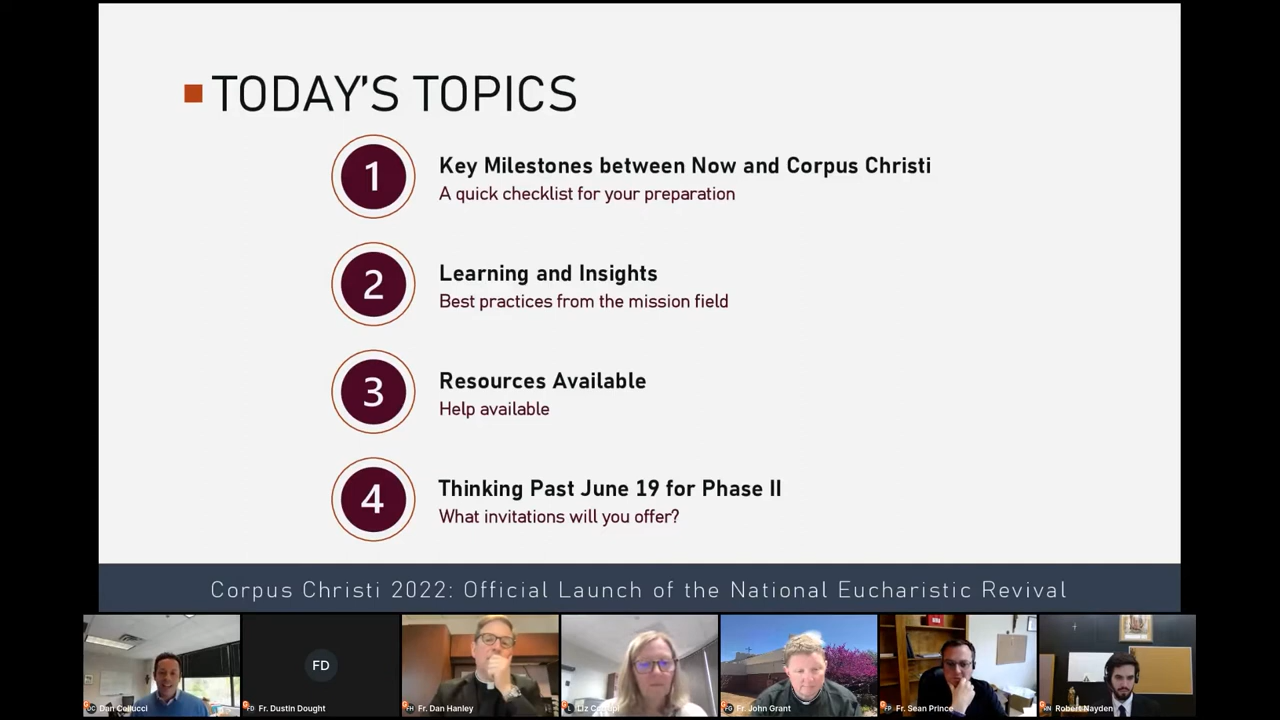 TODAY'S TOPICS
1
Key Milestones between Now and Corpus Christi
A quick checklist for your preparation
2
Learning and Insights
Best practices from the mission field
3
Resources Available
Help available
4
Thinking Past June 19 for Phase II
What invitations will you offer?
Corpus Christi 2022: Official Launch of the National Eucharistic Revival
FD
Dan Cellucci
Fr. Dustin Dought
Fr. Dan Hanley
Liz
Fr. John Grant
Fr. Sean Prince
Robert Nayden